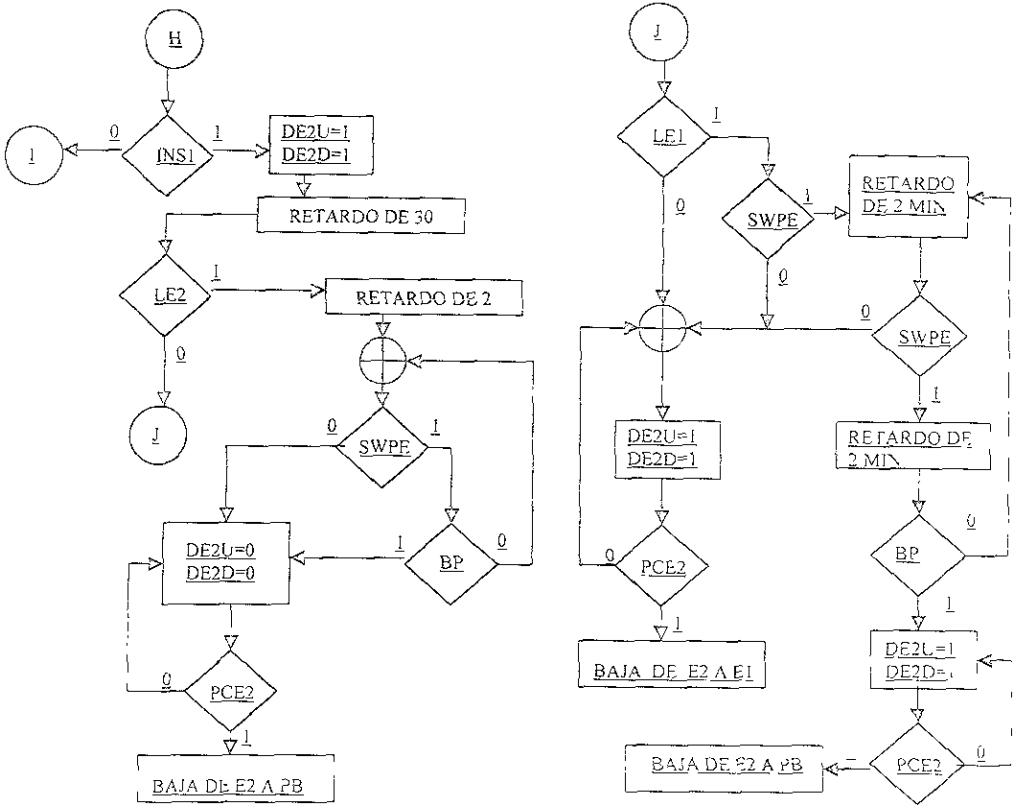 H
0
1
INS1
1
DE2U=1
DE2D=1
RETARDO DE 30
LE2
1
RETARDO DE 2
0
J
0
SWPE
1
DE2U=0
DE2D=0
1
BP
0
0
PCE2
1
BAJA DE E2 A PB
J
LE1
1
0
SWPE
1
RETARDO
DE 2 MIN
0
0
SWPE
1
DE2U=1
DE2D=1
RETARDO DE
2 MIN
0
PCE2
BP
0
1
1
BAJA DE E2 A E1
DE2U=1
DE2D=
BAJA DE E2 A PB
PCE2
0